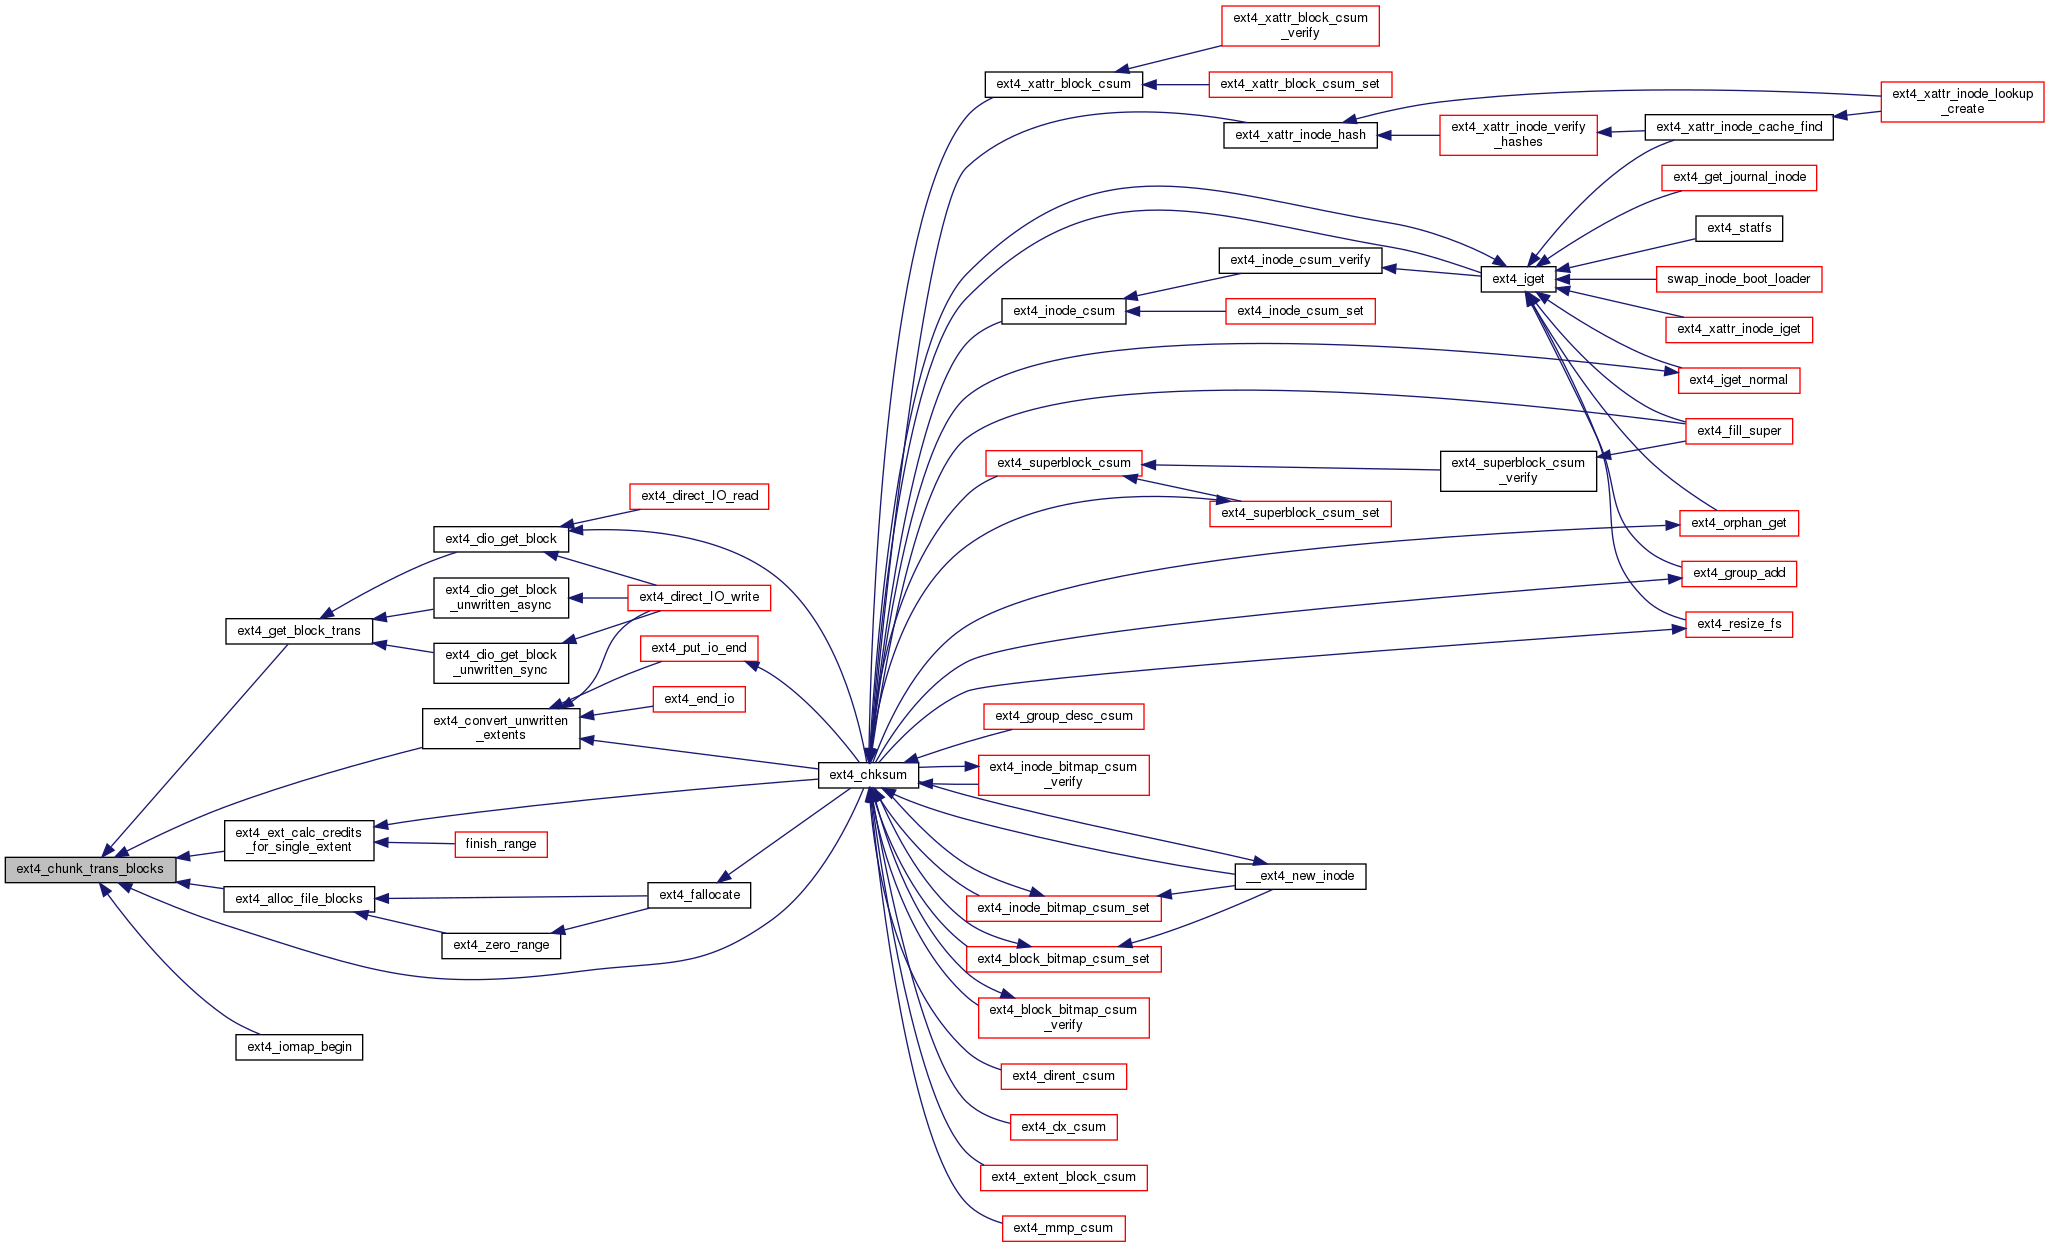 ext4_xattr_block_csum
_verify
ext4_xattr_block_csum
ext4_xattr_block_csum_set
ext4_xattr_inode_lookup
_create
ext4_xattr_inode_hash
ext4_xattr_inode_verify
_hashes
ext4_xattr_inode_cache_find
ext4_get_journal_inode
ext4_statfs
ext4_inode_csum_verify
ext4_iget
swap_inode_boot_loader
ext4_inode_csum
ext4_inode_csum_set
ext4_xattr_inode_iget
ext4_iget_normal
ext4_fill_super
ext4_superblock_csum
ext4_superblock_csum
_verify
ext4_superblock_csum_set
ext4_direct_IO_read
ext4_orphan_get
ext4_dio_get_block
ext4_group_add
ext4_dio_get_block
_unwritten_async
ext4_direct_IO_write
ext4_get_block_trans
ext4_resize_fs
ext4_dio_get_block
_unwritten_sync
ext4_put_io_end
ext4_end_io
ext4_convert_unwritten
_extents
ext4_group_desc_csum
ext4_chksum
ext4_inode_bitmap_csum
_verify
ext4_ext_calc_credits
_for_single_extent
finish_range
ext4_chunk_trans_blocks
__ext4_new_inode
ext4_alloc_file_blocks
ext4_fallocate
ext4_inode_bitmap_csum_set
ext4_zero_range
ext4_block_bitmap_csum_set
ext4_block_bitmap_csum
_verify
ext4_iomap_begin
ext4_dirent_csum
ext4_dx_csum
ext4_extent_block_csum
ext4_mmp_csum